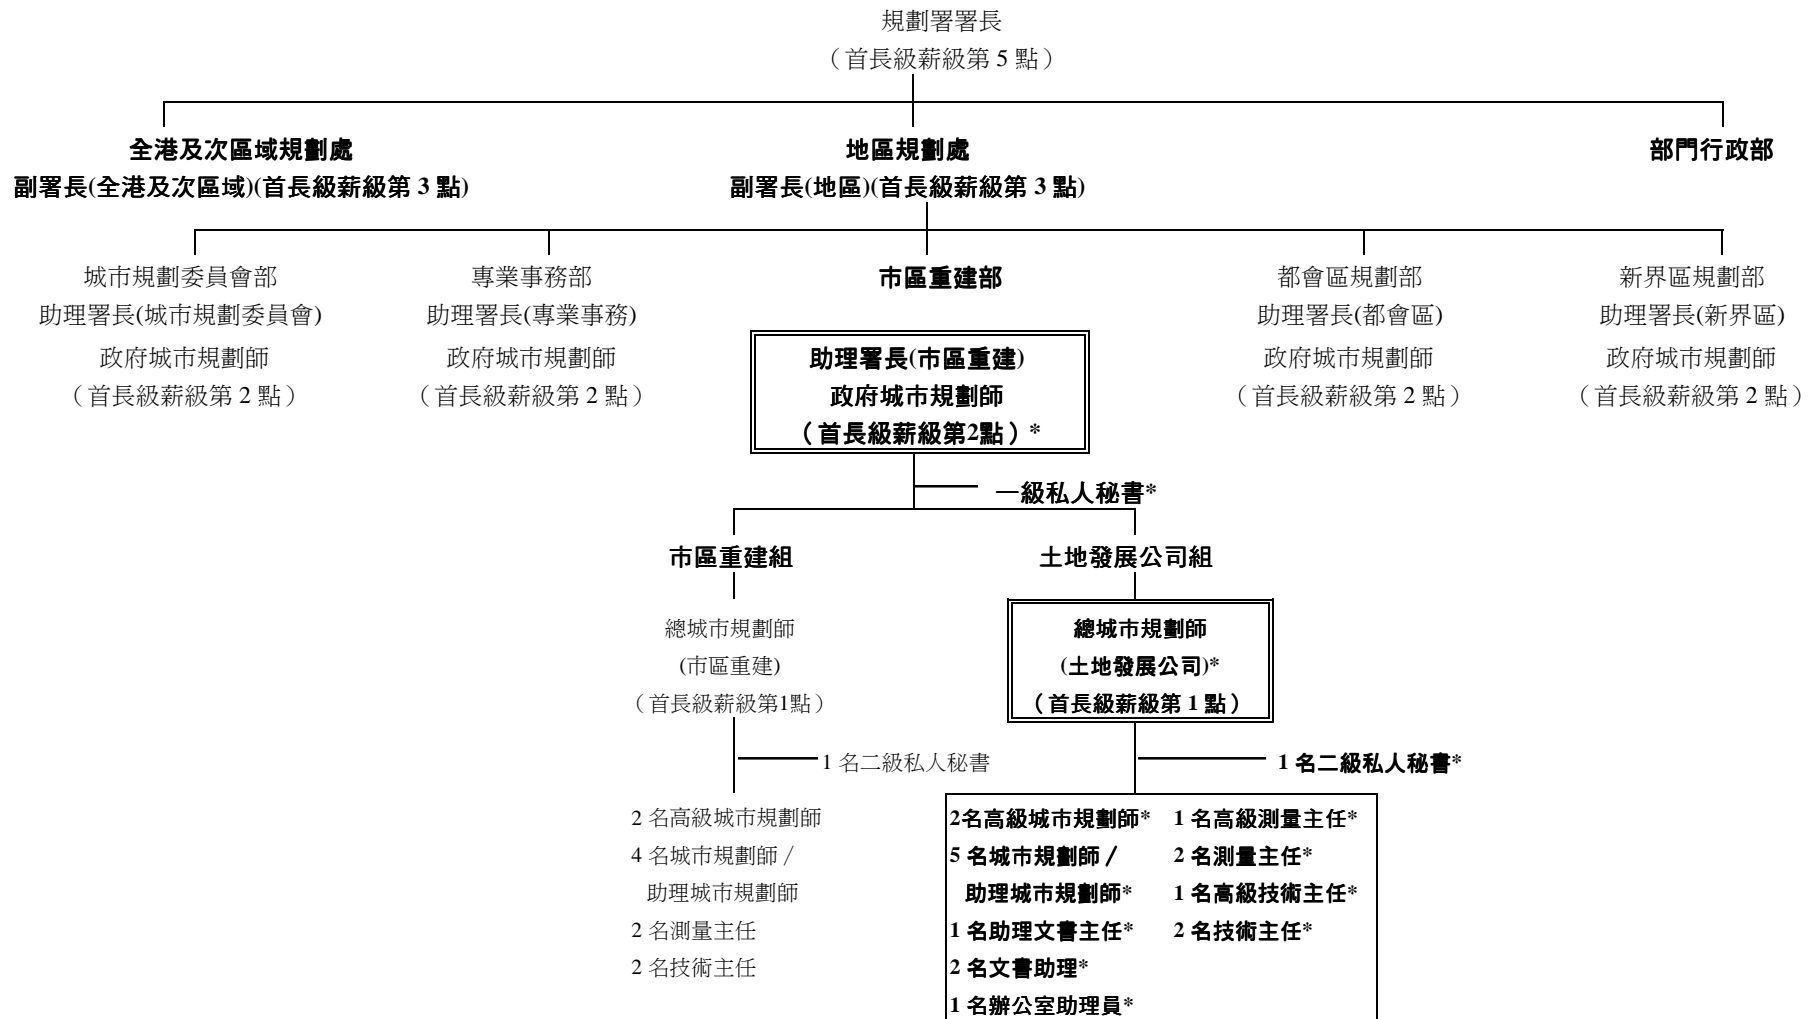 規劃署署長
（首長級薪級第 5 點）
全港及次區域規劃處
副署長(全港及次區域)(首長級薪級第 3 點)
地區規劃處
副署長(地區)(首長級薪級第 3 點)
部門行政部
城市規劃委員會部
助理署長(城市規劃委員會)
政府城市規劃師
（首長級薪級第 2 點）
專業事務部
助理署長(專業事務)
政府城市規劃師
（首長級薪級第 2 點）
市區重建部
助理署長(市區重建)
政府城市規劃師
（首長級薪級第2點）*
都會區規劃部
助理署長(都會區)
政府城市規劃師
（首長級薪級第 2 點）
新界區規劃部
助理署長(新界區)
政府城市規劃師
（首長級薪級第 2 點）
一級私人秘書*
市區重建組
總城市規劃師
(市區重建)
（首長級薪級第1點）
1 名二級私人秘書
2 名高級城市規劃師
4 名城市規劃師／
助理城市規劃師
2 名測量主任
2 名技術主任
土地發展公司組
總城市規劃師
(土地發展公司)*
（首長級薪級第 1 點）
1 名二級私人秘書*
2名高級城市規劃師*
5 名城市規劃師／
助理城市規劃師*
1 名助理文書主任*
2 名文書助理*
1 名辦公室助理員*
1 名高級測量主任*
2 名測量主任*
1 名高級技術主任*
2 名技術主任*